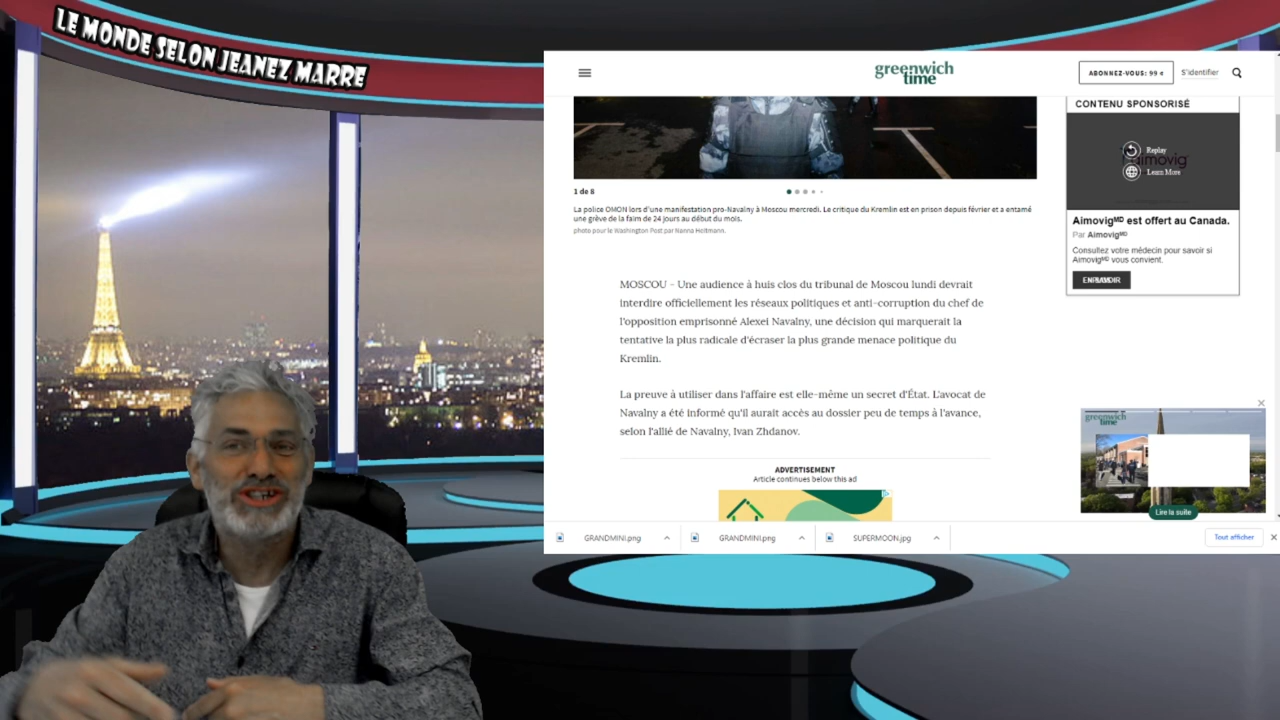 LE MONDE SELON JEANEZ MARRE
greenwich
time
ABONNEZ-VOUS: 99 ¢
S'identifier
1 de 8
La police OMON lors d'une manifestation pro-Navalny à Moscou mercredi. Le critique du Kremlin est en prison depuis février et a entamé
une grève de la faim de 24 jours au début du mois.
photo pour le Washington Post par Nanna Heitmann.
CONTENU SPONSORISÉ
Replay
Learn More
Aimovigᴹᴰ est offert au Canada.
Par Aimovigᴹᴰ
Consultez votre médecin pour savoir si
Aimovigᴹᴰ vous convient.
MOSCOU - Une audience à huis clos du tribunal de Moscou lundi devrait
interdire officiellement les réseaux politiques et anti-corruption du chef de
l'opposition emprisonné Alexei Navalny, une décision qui marquerait la
tentative la plus radicale d'écraser la plus grande menace politique du
Kremlin.
La preuve à utiliser dans l'affaire est elle-même un secret d'État. L'avocat de
Navalny a été informé qu'il aurait accès au dossier peu de temps à l'avance,
selon l'allié de Navalny, Ivan Zhdanov.
ADVERTISEMENT
Article continues below this ad
greenwich
time
Lire la suite
GRANDMINI.png
GRANDMINI.png
SUPERMOON.jpg
Tout afficher